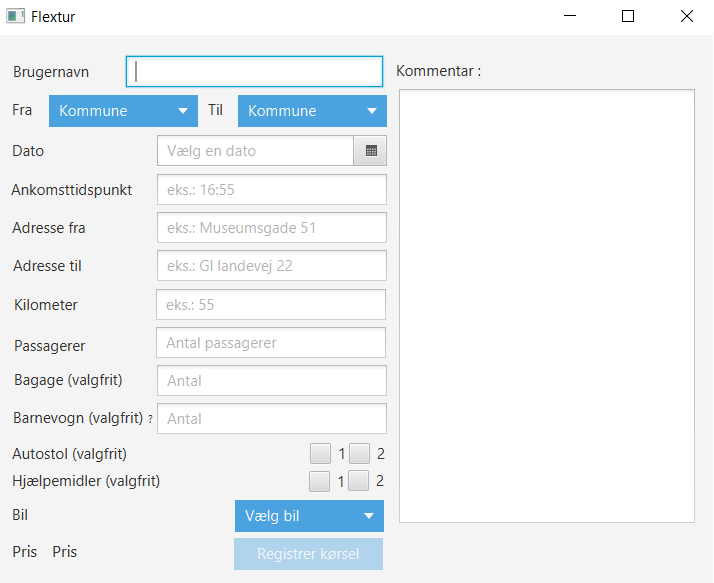 Flextur
Brugernavn
Kommentar :
Fra Kommune Til Kommune
Dato Vælg en dato
Ankomsttidspunkt eks.: 16:55
Adresse fra eks.: Museumsgade 51
Adresse til eks.: Gl landevej 22
Kilometer eks.: 55
Passagerer Antal passagerer
Bagage (valgfrit) Antal
Barnevogn (valgfrit) ? Antal
Autostol (valgfrit) 1 2
Hjælpemidler (valgfrit) 1 2
Bil Vælg bil
Pris Pris Registrer kørsel